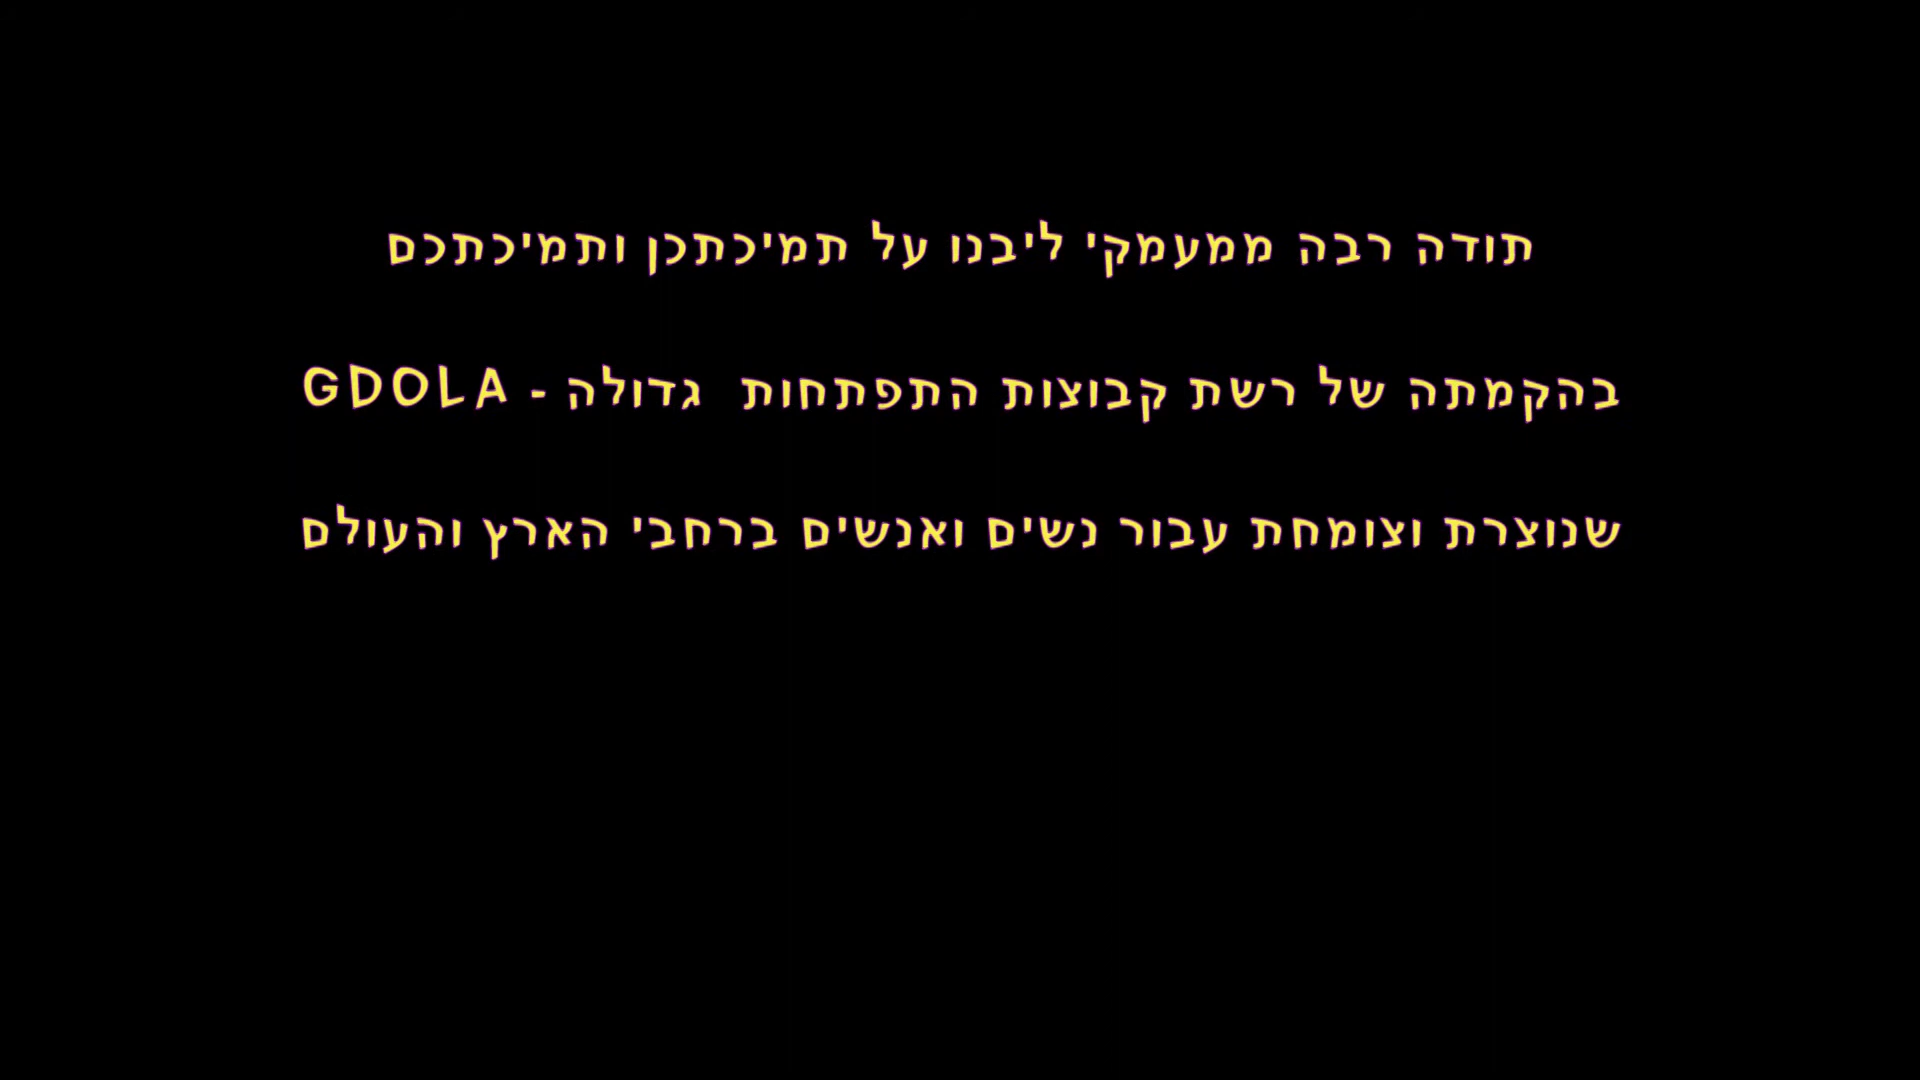 תודה רבה ממעמקי ליבנו על תמיכתכן ותמיכתכם
בהקמתה של רשת קבוצות התפתחות גדולה - GDOLA
שנוצרת וצומחת עבור נשים ואנשים ברחבי הארץ והעולם